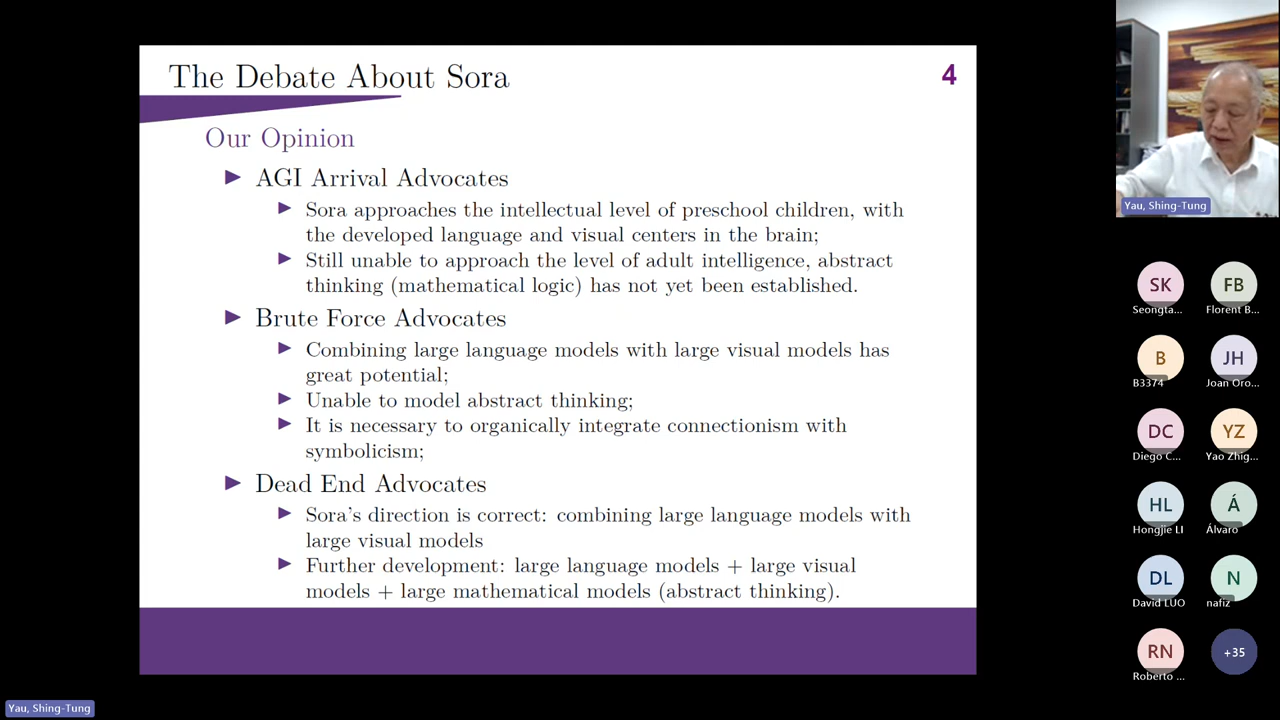 The Debate About Sora
4
Our Opinion
AGI Arrival Advocates
Sora approaches the intellectual level of preschool children, with
the developed language and visual centers in the brain;
Still unable to approach the level of adult intelligence, abstract
thinking (mathematical logic) has not yet been established.
Brute Force Advocates
Combining large language models with large visual models has
great potential;
Unable to model abstract thinking;
It is necessary to organically integrate connectionism with
symbolicism;
Dead End Advocates
Sora's direction is correct: combining large language models with
large visual models
Further development: large language models + large visual
models + large mathematical models (abstract thinking).
Yau, Shing-Tung
SK
FB
Seongta...
Florent B...
B
JH
B3374
Joan Oro...
DC
YZ
Diego C...
Yao Zhig...
HL
Á
Hongjie LI
Álvaro
DL
N
David LUO
nafiz
RN
+35
Roberto ...
Yau, Shing-Tung